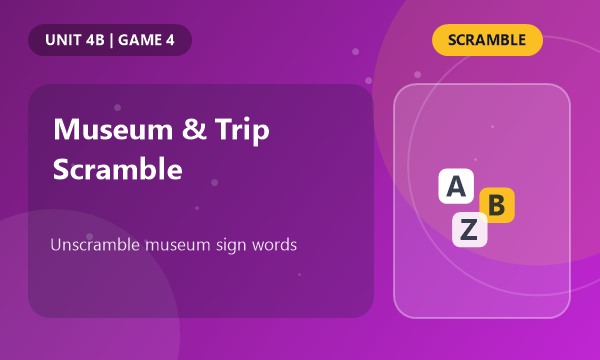 UNIT 4B | GAME 4
SCRAMBLE
Museum & Trip
Scramble
Unscramble museum sign words
A
B
Z